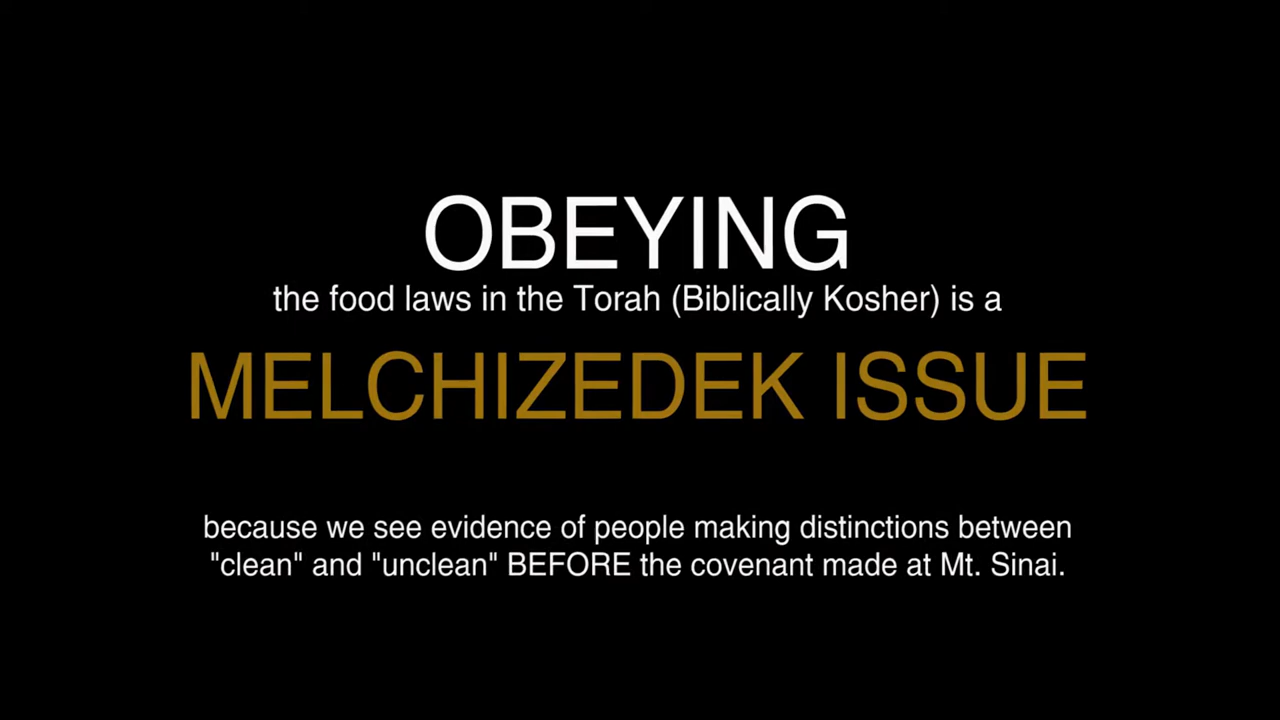 OBEYING
the food laws in the Torah (Biblically Kosher) is a
MELCHIZEDEK ISSUE
because we see evidence of people making distinctions between
"clean" and "unclean" BEFORE the covenant made at Mt. Sinai.